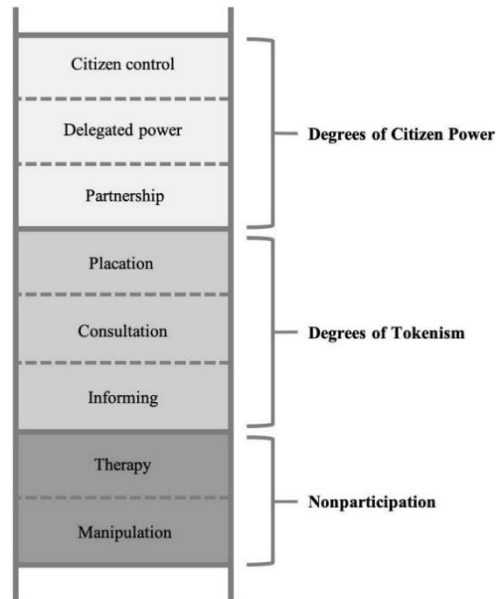 Citizen control
Delegated power
Partnership
Degrees of Citizen Power
Placation
Consultation
Informing
Degrees of Tokenism
Therapy
Manipulation
Nonparticipation